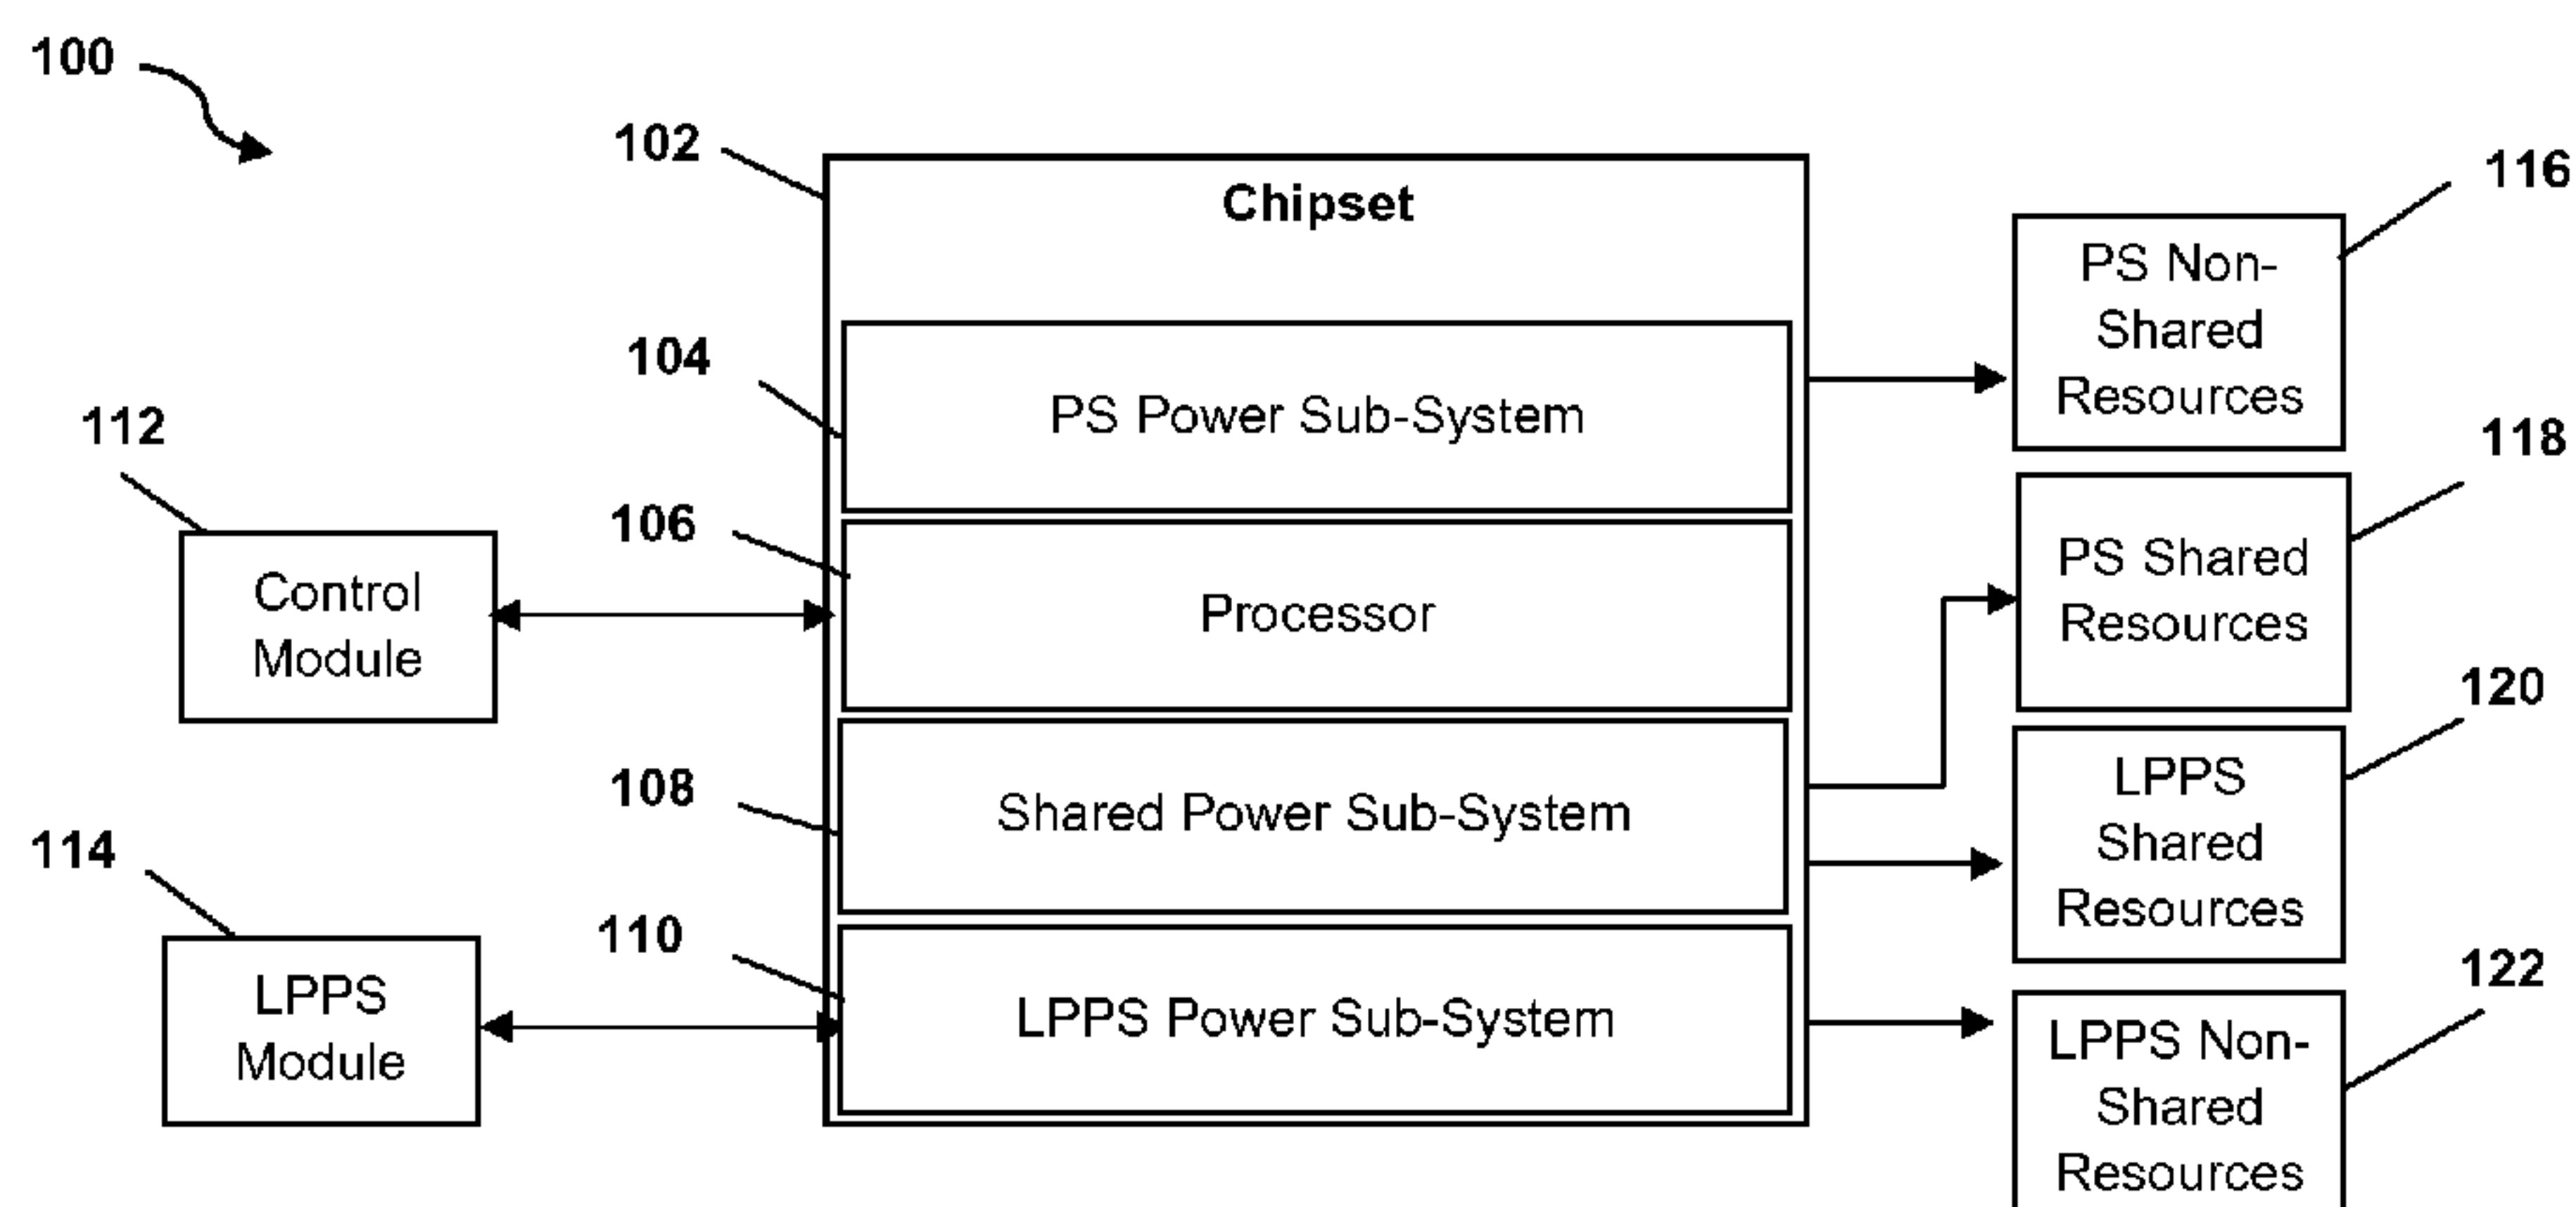 100
102
Chipset
116
PS Non-
Shared
Resources
104
PS Power Sub-System
112
118
106
Control
Module
Processor
PS Shared
Resources
120
108
Shared Power Sub-System
LPPS
Shared
Resources
114
110
122
LPPS
Module
LPPS Power Sub-System
LPPS Non-
Shared
Resources